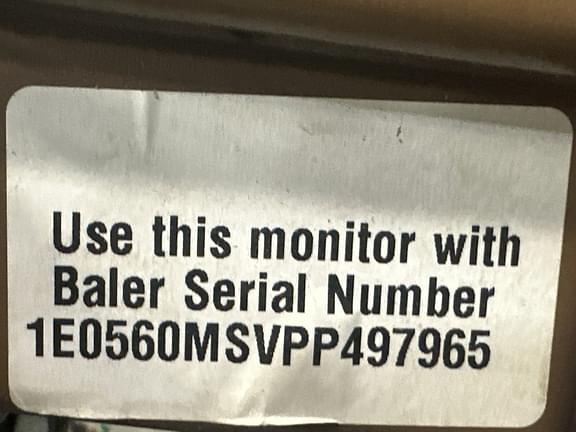 Use this monitor with
Baler Serial Number
1E0560MSVPP497965